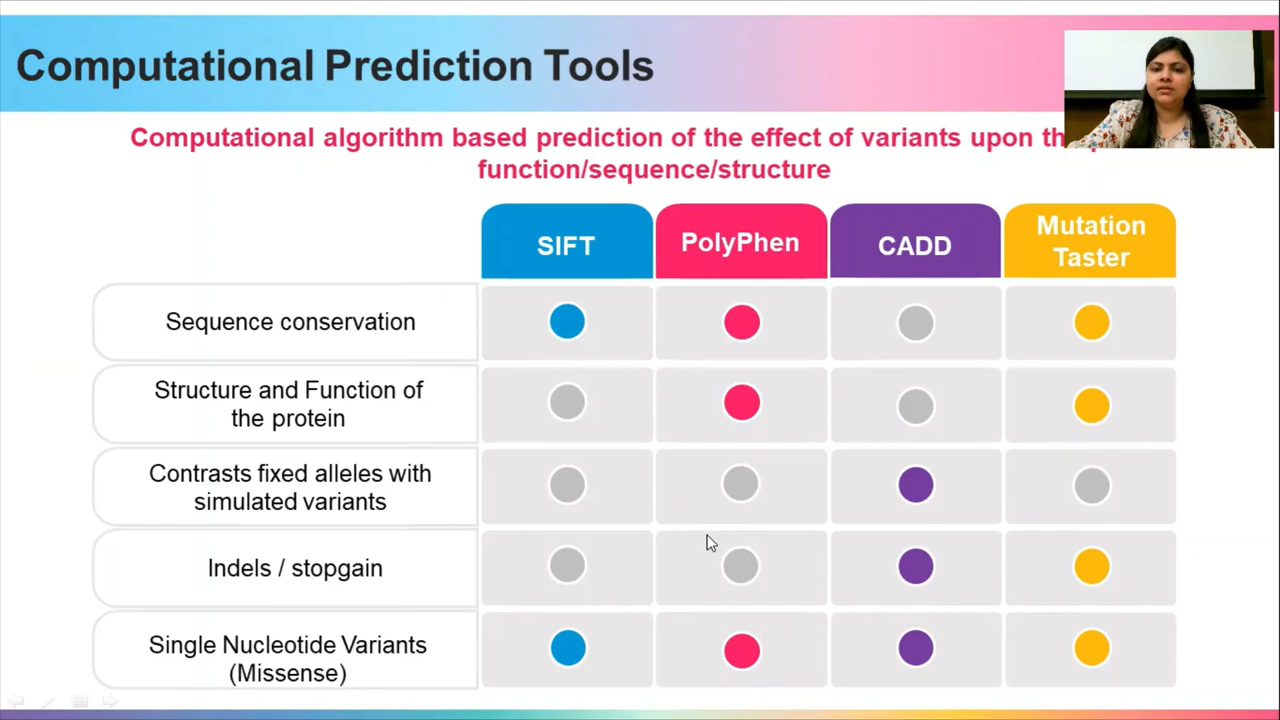 Computational Prediction Tools
Computational algorithm based prediction of the effect of variants upon
function/sequence/structure
SIFT
PolyPhen
CADD
Mutation
Taster
Sequence conservation
Structure and Function of
the protein
Contrasts fixed alleles with
simulated variants
Indels / stopgain
Single Nucleotide Variants
(Missense)